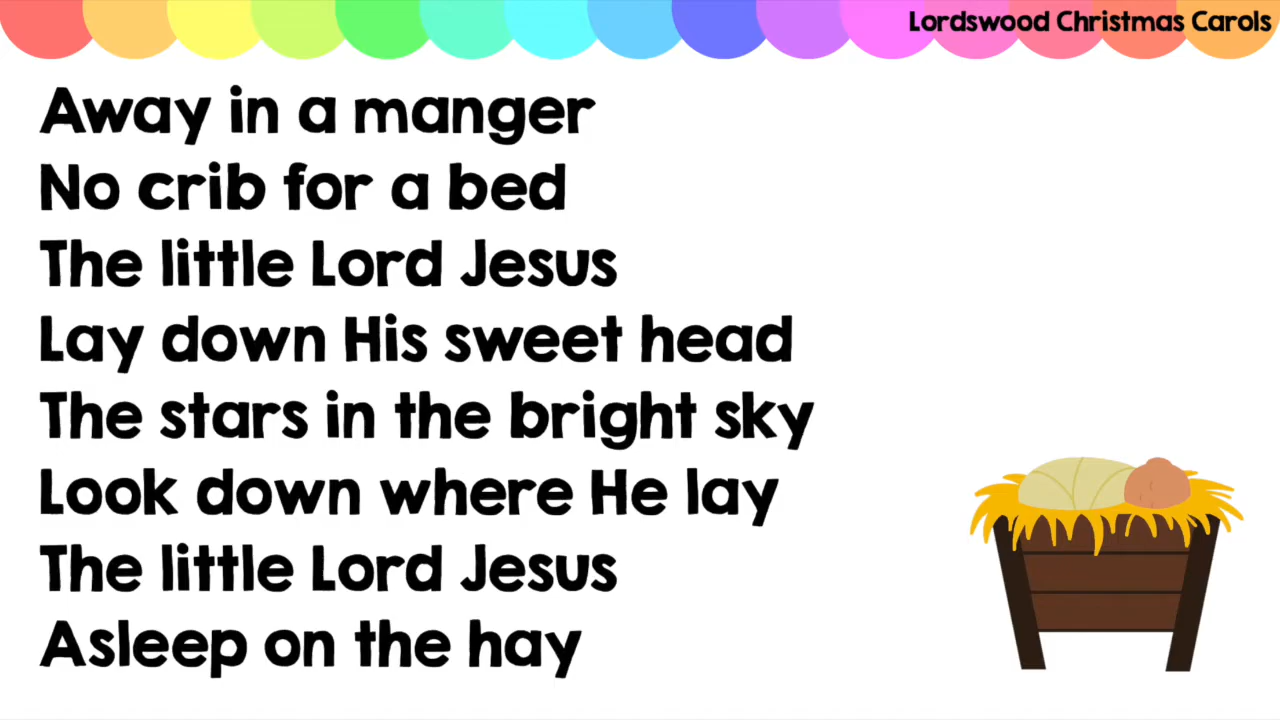 Lordswood Christmas Carols
Away in a manger
No crib for a bed
The little Lord Jesus
Lay down His sweet head
The stars in the bright sky
Look down where He lay
The little Lord Jesus
Asleep on the hay